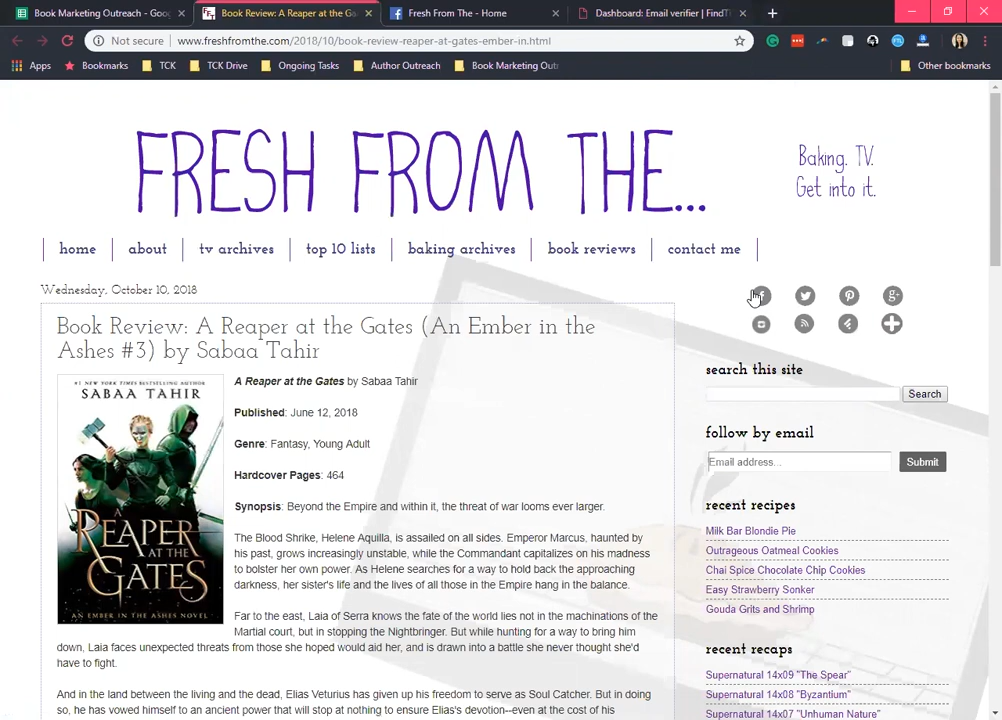 Book Marketing Outreach - Goog
Book Review: A Reaper at the Ga
Fresh From The - Home
Dashboard: Email verifier | FindT
Not secure
www.freshfromthe.com/2018/10/book-review-reaper-at-gates-ember-in.html
Apps
Bookmarks
TCK
TCK Drive
Ongoing Tasks
Author Outreach
Book Marketing Outr
Other bookmarks
FRESH FROM THE...
Baking. TV.
Get into it.
home
about
tv archives
top 10 lists
baking archives
book reviews
contact me
Wednesday, October 10, 2018
Book Review: A Reaper at the Gates (An Ember in the
Ashes #3) by Sabaa Tahir
#1 NEW YORK TIMES BESTSELLING AUTHOR
SABAA TAHIR
A REAPER
AT THE
GATES
AN EMBER IN THE ASHES NOVEL
A Reaper at the Gates by Sabaa Tahir
Published: June 12, 2018
Genre: Fantasy, Young Adult
Hardcover Pages: 464
Synopsis: Beyond the Empire and within it, the threat of war looms ever larger.
The Blood Shrike, Helene Aquilla, is assailed on all sides. Emperor Marcus, haunted by
his past, grows increasingly unstable, while the Commandant capitalizes on his madness
to bolster her own power. As Helene searches for a way to hold back the approaching
darkness, her sister's life and the lives of all those in the Empire hang in the balance.
Far to the east, Laia of Serra knows the fate of the world lies not in the machinations of the
Martial court, but in stopping the Nightbringer. But while hunting for a way to bring him
down, Laia faces unexpected threats from those she hoped would aid her, and is drawn into a battle she never thought she'd
have to fight.
And in the land between the living and the dead, Elias Veturius has given up his freedom to serve as Soul Catcher. But in doing
so, he has vowed himself to an ancient power that will stop at nothing to ensure Elias's devotion--even at the cost of his
search this site
Search
follow by email
Email address...
Submit
recent recipes
Milk Bar Blondie Pie
Outrageous Oatmeal Cookies
Chai Spice Chocolate Chip Cookies
Easy Strawberry Sonker
Gouda Grits and Shrimp
recent recaps
Supernatural 14x09 "The Spear"
Supernatural 14x08 "Byzantium"
Supernatural 14x07 "Unhuman Nature"